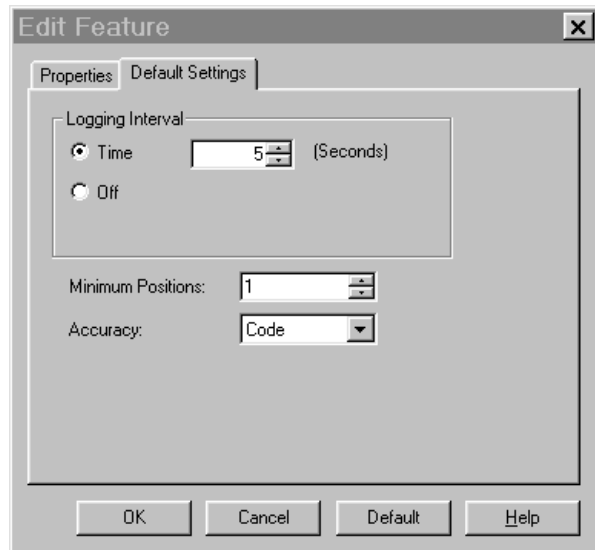 Edit Feature
Properties Default Settings
Logging Interval
Time 5 (Seconds)
Off
Minimum Positions: 1
Accuracy: Code
OK Cancel Default Help